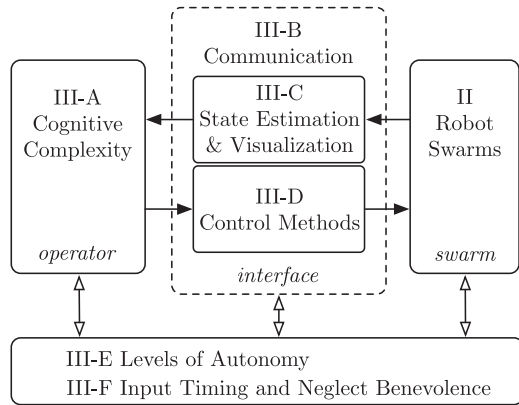 III-B
Communication
III-A
Cognitive
Complexity
operator
III-C
State Estimation
& Visualization
III-D
Control Methods
interface
II
Robot
Swarms
swarm
III-E Levels of Autonomy
III-F Input Timing and Neglect Benevolence